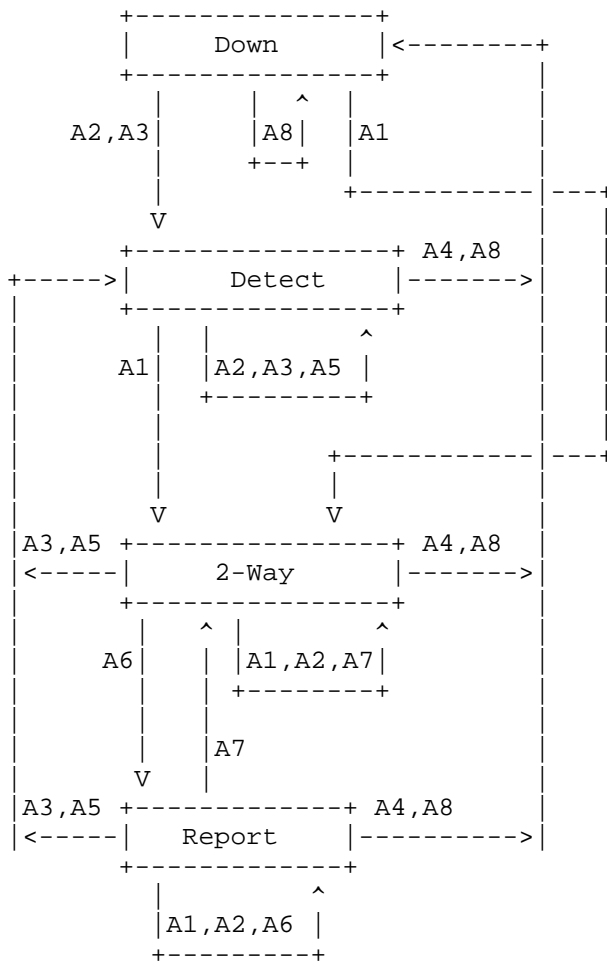 Down
A2,A3 A8 A1
A4,A8
Detect
A1 A2,A3,A5
A3,A5 A4,A8
2-Way
A6 A1,A2,A7
A7
A3,A5 A4,A8
Report
A1,A2,A6